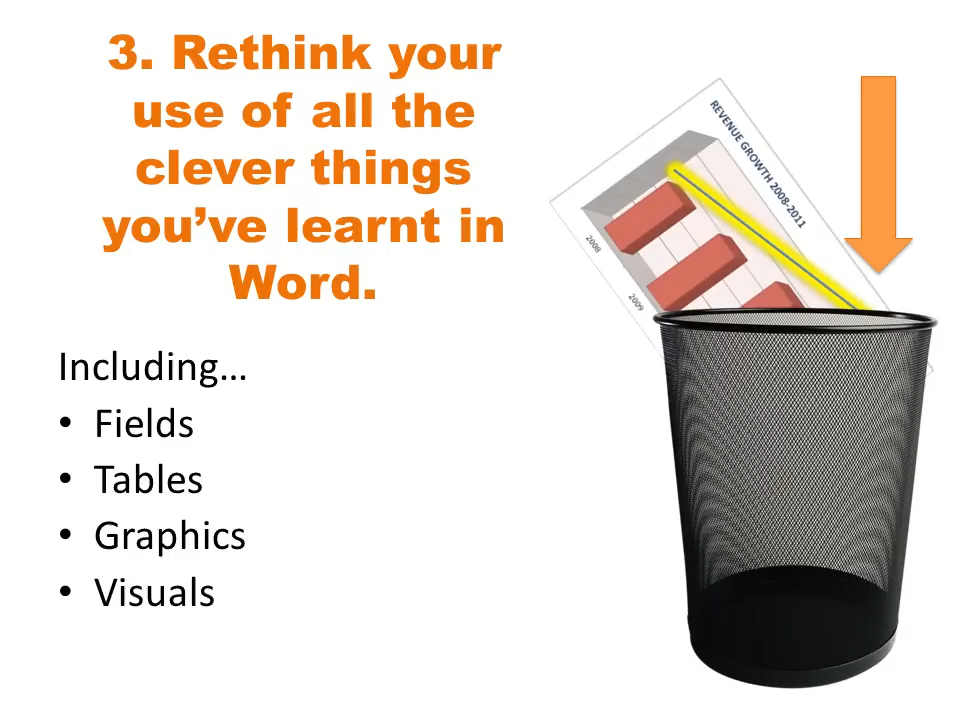 3. Rethink your
use of all the
clever things
you’ve learnt in
Word.
Including…
• Fields
• Tables
• Graphics
• Visuals
REVENUE GROWTH 2008-2011
2008
2009